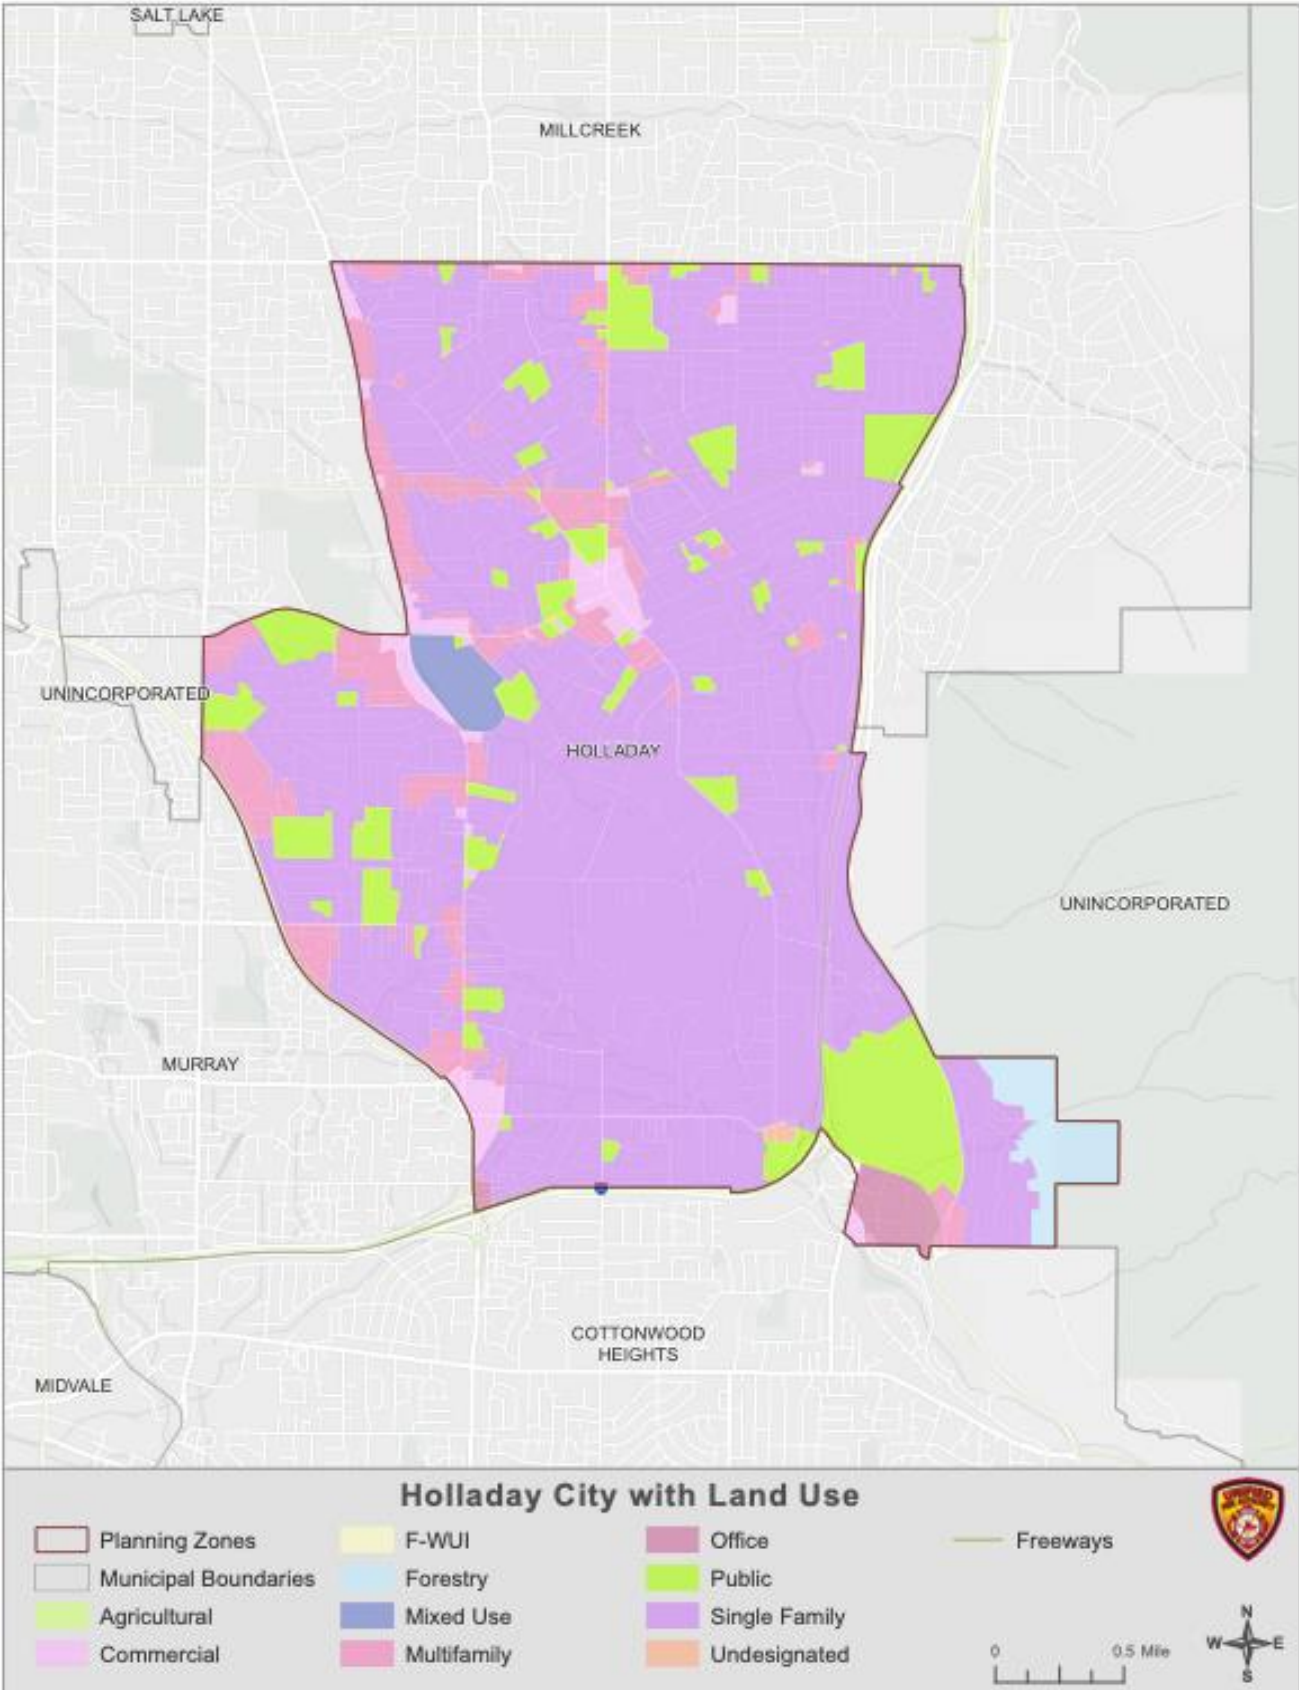 SALT LAKE
MILLCREEK
UNINCORPORATED
HOLLADAY
UNINCORPORATED
MURRAY
COTTONWOOD
HEIGHTS
MIDVALE
Holladay City with Land Use
Planning Zones
Municipal Boundaries
Agricultural
Commercial
F-WUI
Forestry
Mixed Use
Multifamily
Office
Public
Single Family
Undesignated
Freeways
UNIFIED
N
W E
S
0 0.5 Mile